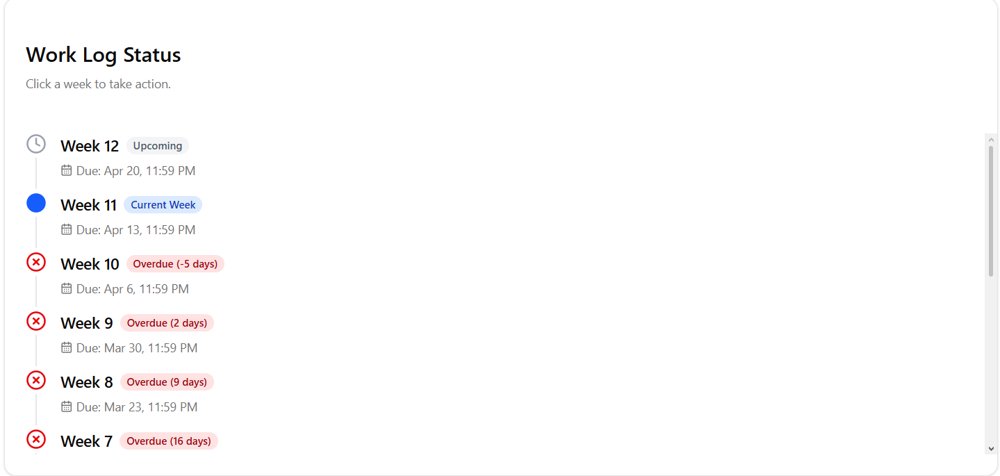 Work Log Status
Click a week to take action.
Week 12 Upcoming
Due: Apr 20, 11:59 PM
Week 11 Current Week
Due: Apr 13, 11:59 PM
Week 10 Overdue (-5 days)
Due: Apr 6, 11:59 PM
Week 9 Overdue (2 days)
Due: Mar 30, 11:59 PM
Week 8 Overdue (9 days)
Due: Mar 23, 11:59 PM
Week 7 Overdue (16 days)